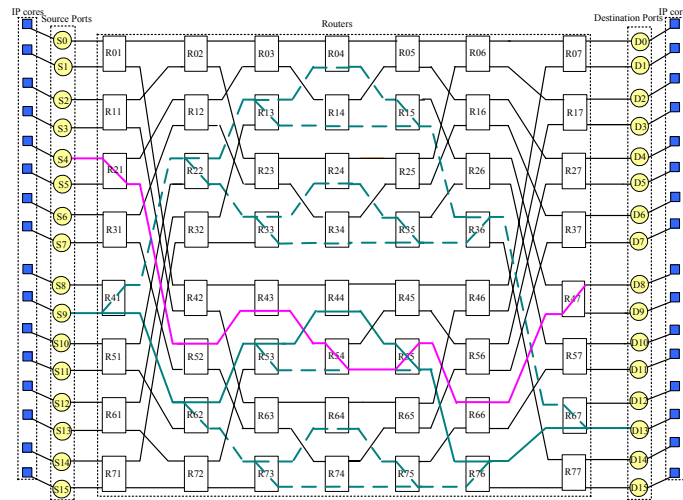 IP cores
IP cores
Source Ports
Routers
Destination Ports
S0 R01 R02 R03 R04 R05 R06 R07 D0
S1 D1
S2 R11 R12 R13 R14 R15 R16 R17 D2
S3 D3
S4 R21 R22 R23 R24 R25 R26 R27 D4
S5 D5
S6 R31 R32 R33 R34 R35 R36 R37 D6
S7 D7
S8 R41 R42 R43 R44 R45 R46 R47 D8
S9 D9
S10 R51 R52 R53 R54 R55 R56 R57 D10
S11 D11
S12 R61 R62 R63 R64 R65 R66 R67 D12
S13 D13
S14 R71 R72 R73 R74 R75 R76 R77 D14
S15 D15